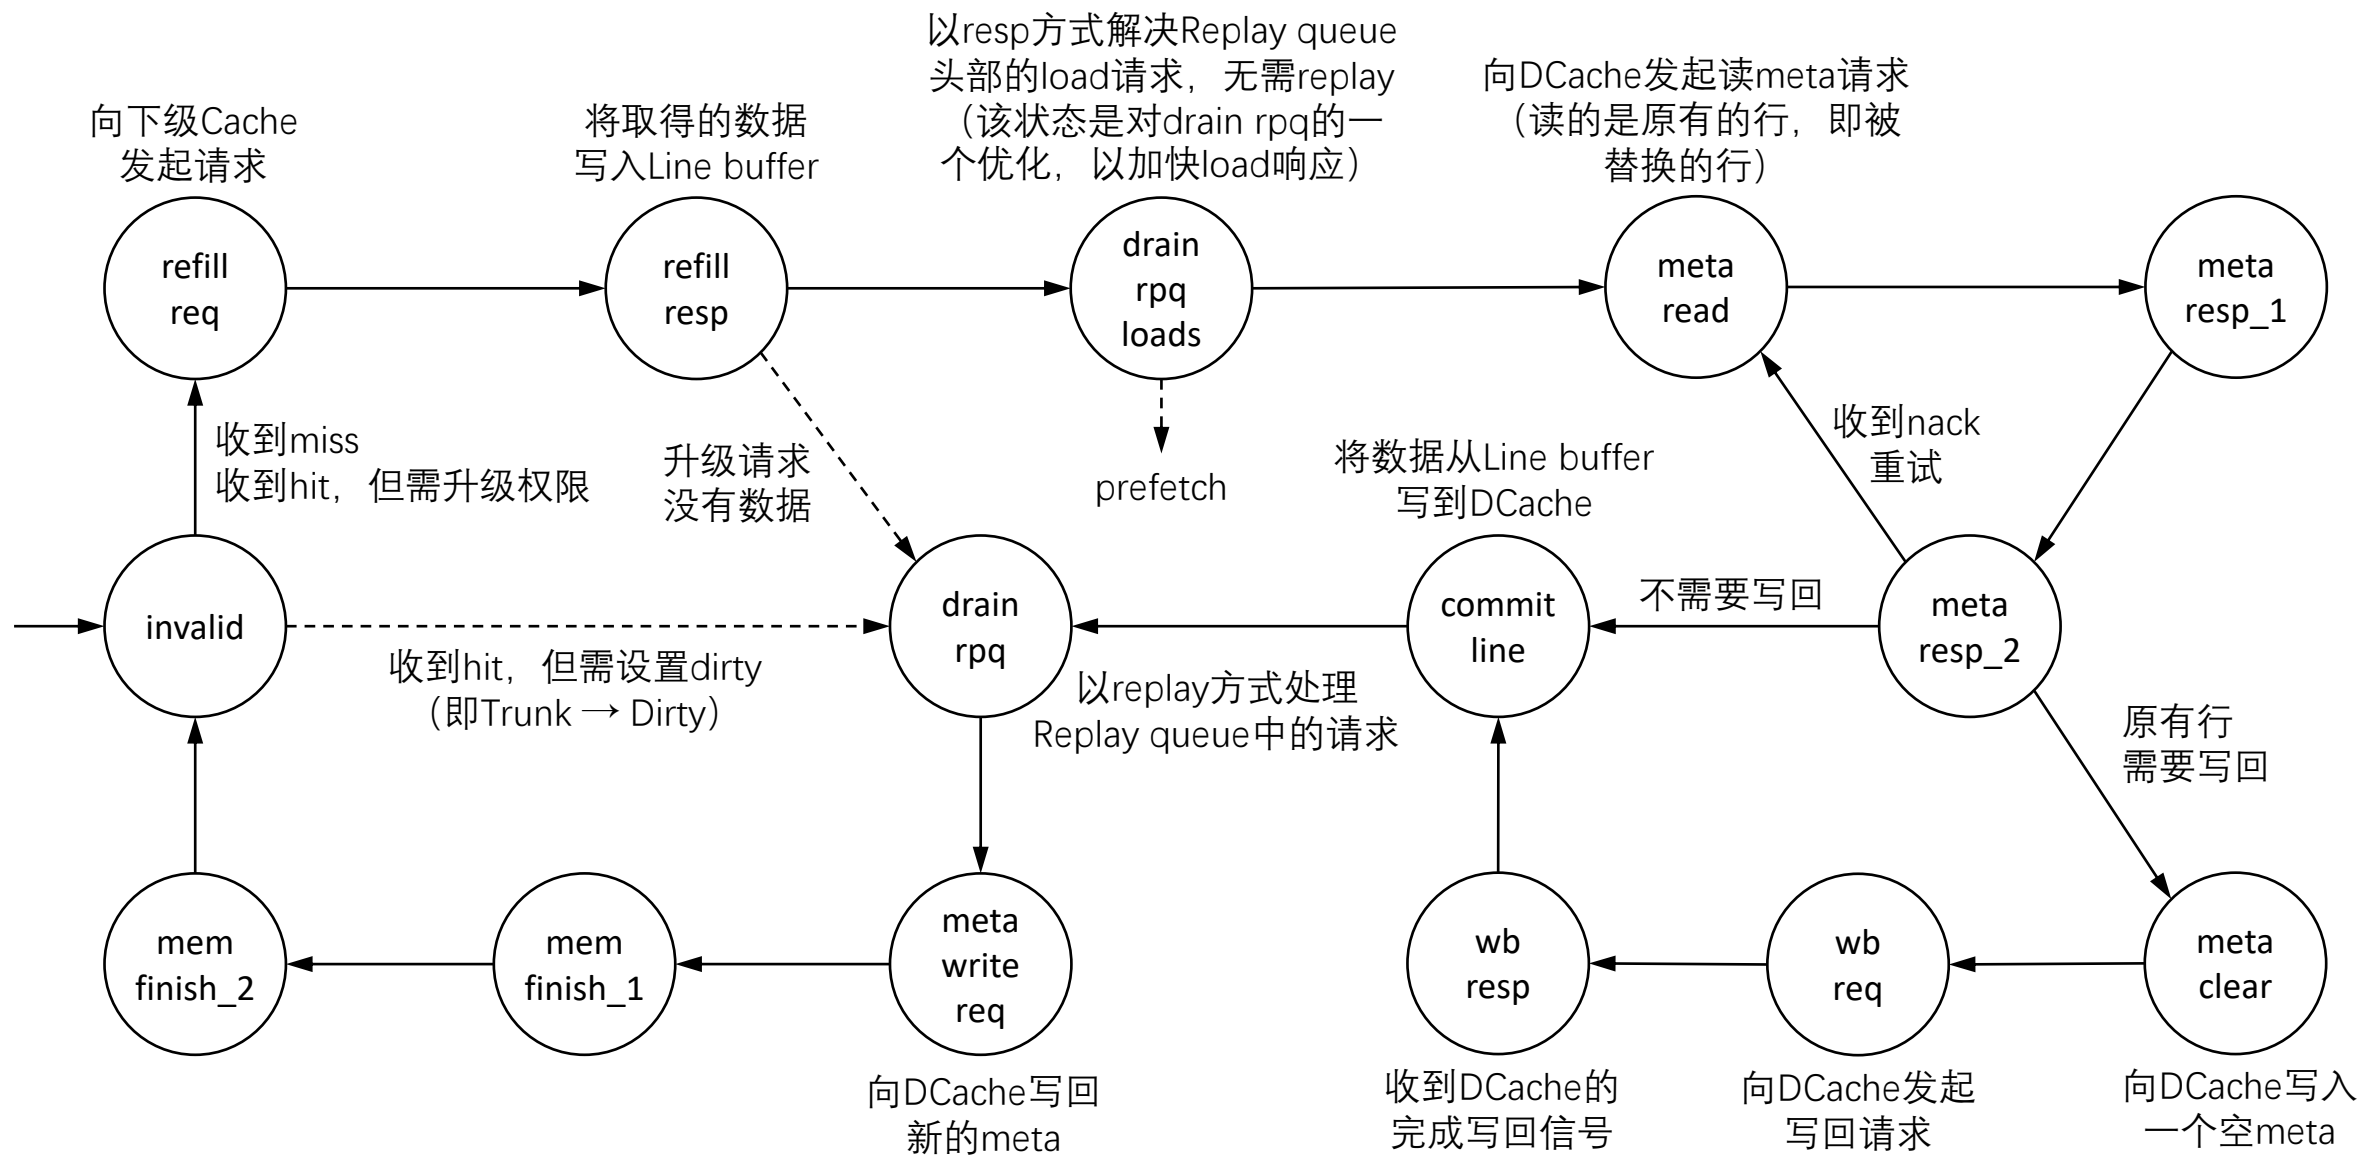 以resp方式解决Replay queue
头部的load请求，无需replay
（该状态是对drain rpq的一
个优化，以加快load响应）
向DCache发起读meta请求
（读的是原有的行，即被
替换的行）
向下级Cache
发起请求
将取得的数据
写入Line buffer
refill
req
refill
resp
drain
rpq
loads
meta
read
meta
resp_1
收到miss
收到hit，但需升级权限
升级请求
没有数据
prefetch
将数据从Line buffer
写到DCache
收到nack
重试
invalid
drain
rpq
commit
line
不需要写回
meta
resp_2
收到hit，但需设置dirty
（即Trunk → Dirty）
以replay方式处理
Replay queue中的请求
原有行
需要写回
mem
finish_2
mem
finish_1
meta
write
req
wb
resp
wb
req
meta
clear
向DCache写回
新的meta
收到DCache的
完成写回信号
向DCache发起
写回请求
向DCache写入
一个空meta